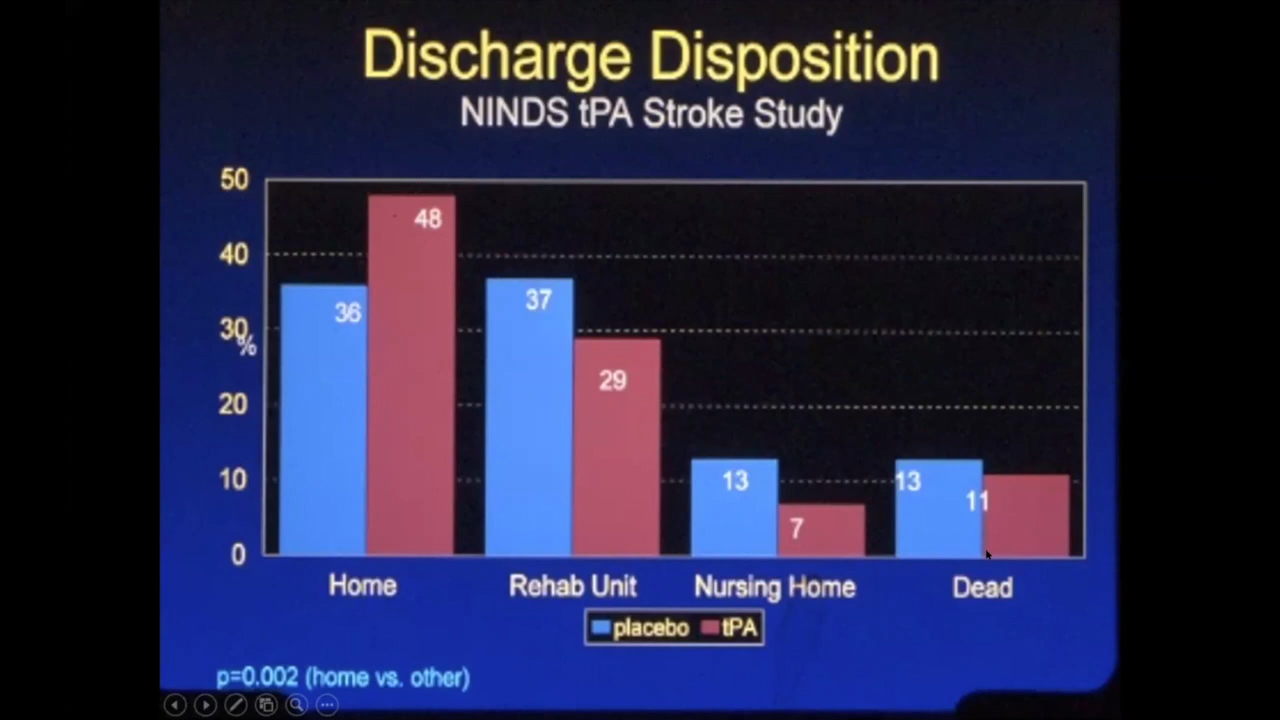 Discharge Disposition
NINDS tPA Stroke Study
50
40
30
%
20
10
0
36
48
37
29
13
7
13
11
Home
Rehab Unit
Nursing Home
Dead
placebo
tPA
p=0.002 (home vs. other)